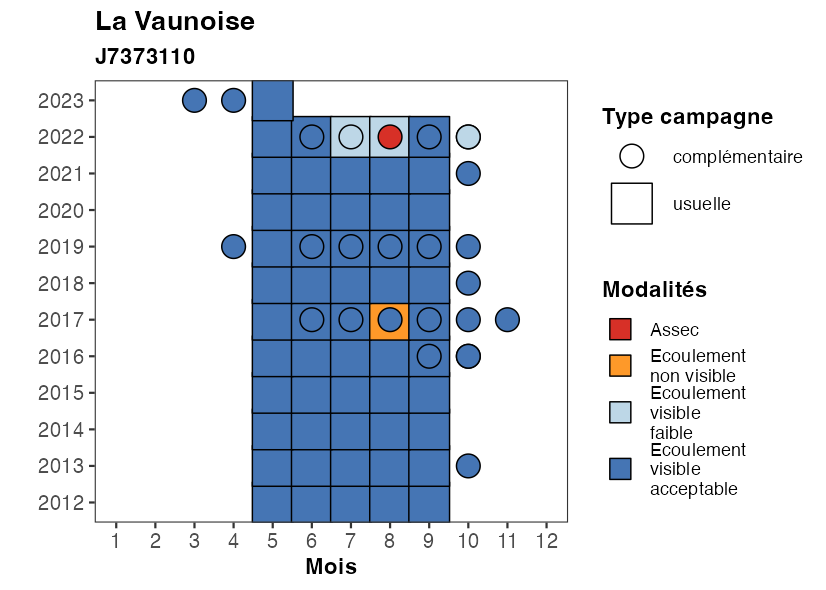 La Vaunoise
J7373110
2023
2022
2021
2020
2019
2018
2017
2016
2015
2014
2013
2012
1 2 3 4 5 6 7 8 9 10 11 12
Mois
Type campagne
complémentaire
usuelle
Modalités
Assec
Ecoulement
non visible
Ecoulement
visible
faible
Ecoulement
visible
acceptable